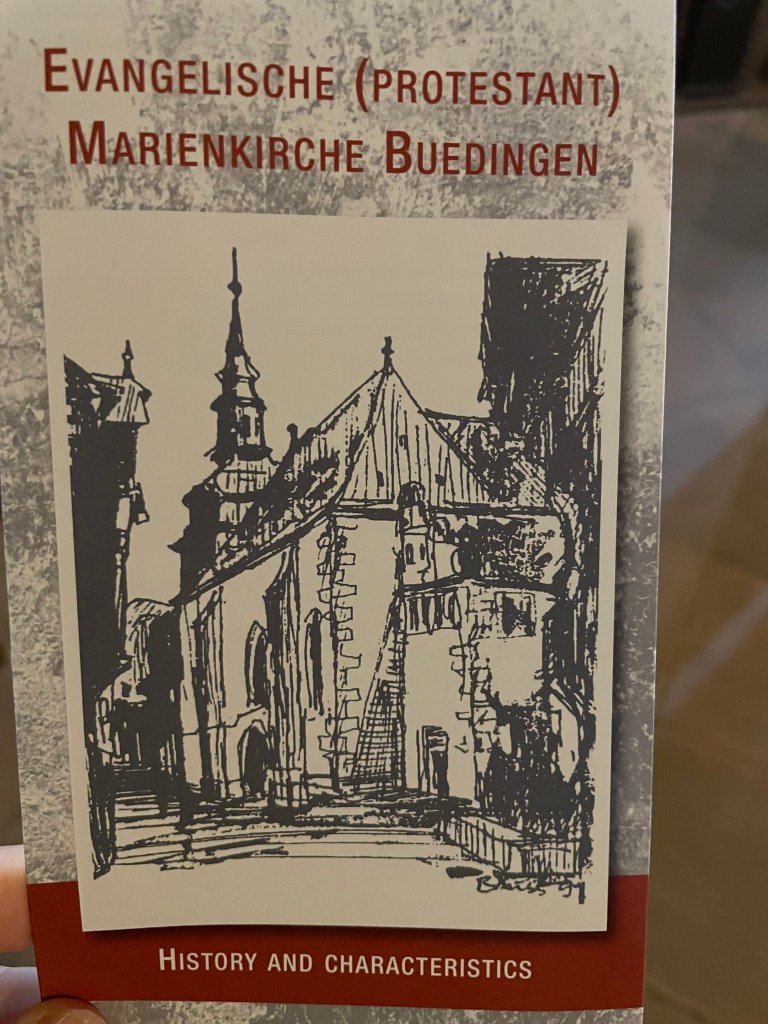 EVANGELISCHE (PROTESTANT)
MARIENKIRCHE BUEDINGEN
HISTORY AND CHARACTERISTICS